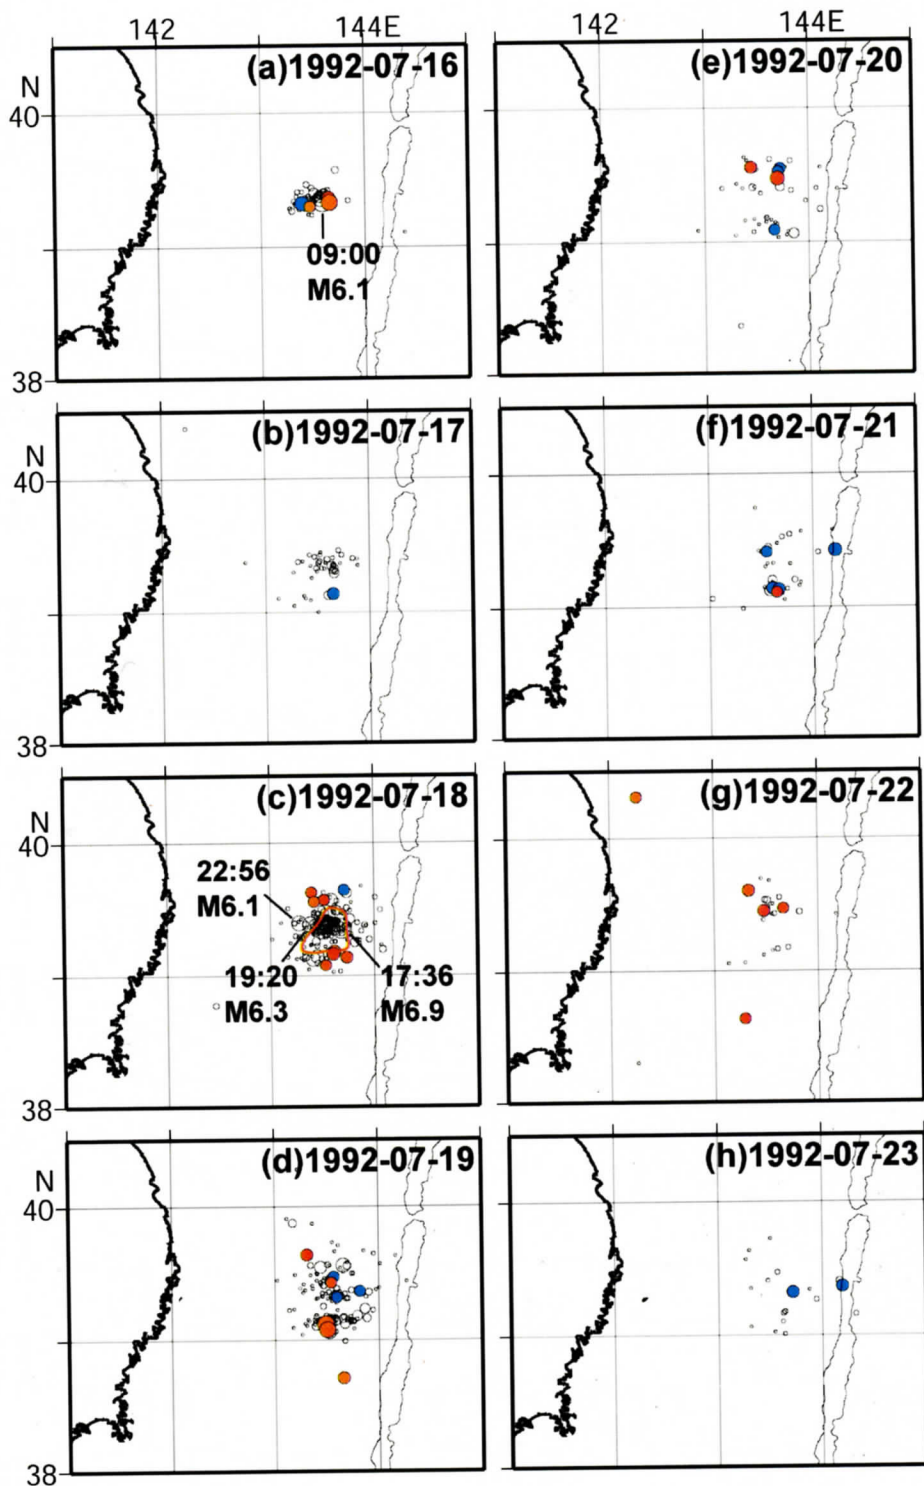 142 144E 142 144E
(a)1992-07-16 (e)1992-07-20
N
40
09:00
M6.1
38
(b)1992-07-17 (f)1992-07-21
N
40
38
(c)1992-07-18 (g)1992-07-22
N
40
22:56
M6.1
19:20 17:36
M6.3 M6.9
38
(d)1992-07-19 (h)1992-07-23
N
40
38